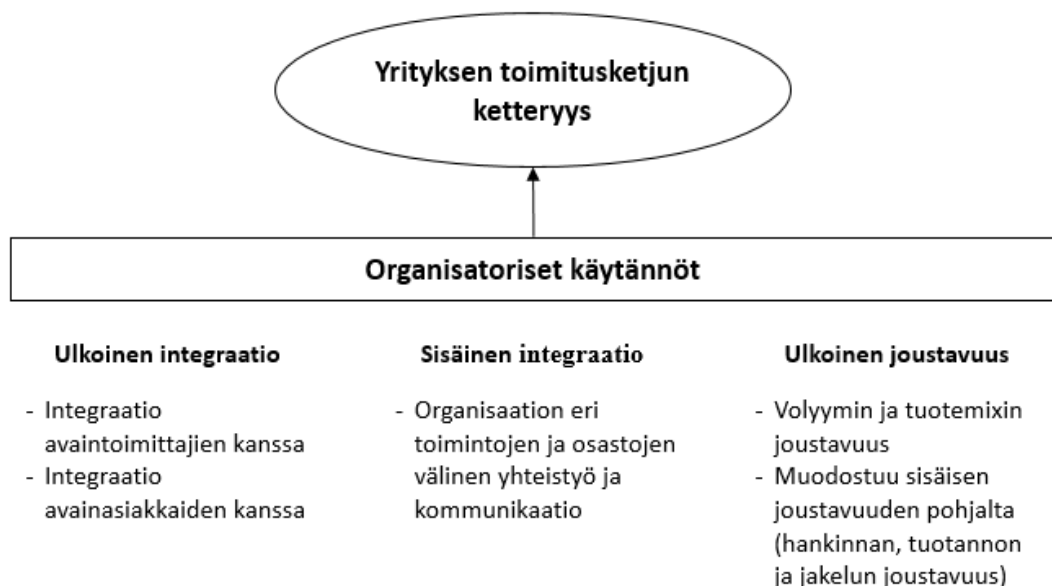 Yrityksen toimitusketjun
ketteryys
Organisatoriset käytännöt
Ulkoinen integraatio
- Integraatio
avaintoimittajien kanssa
- Integraatio
avainasiakkaiden kanssa
Sisäinen integraatio
- Organisaation eri
toimintojen ja osastojen
välinen yhteistyö ja
kommunikaatio
Ulkoinen joustavuus
- Volyymin ja tuotemixin
joustavuus
- Muodostuu sisäisen
joustavuuden pohjalta
(hankinnan, tuotannon
ja jakelun joustavuus)